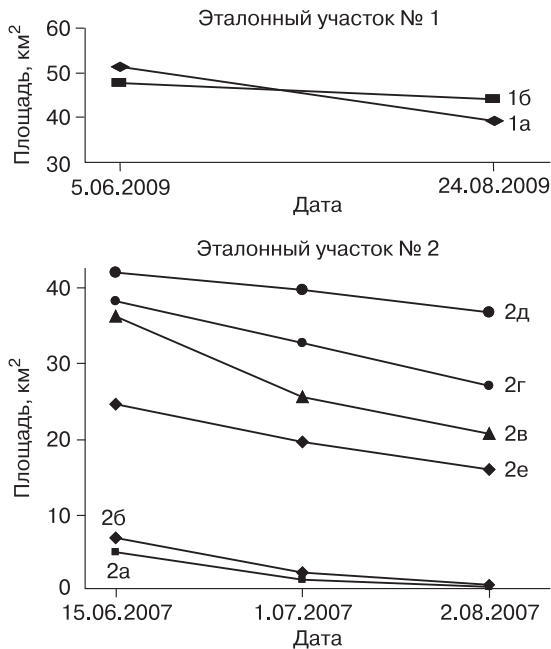 Эталонный участок № 1
Площадь, км²
60
50
40
30
1б
1а
5.06.2009
24.08.2009
Дата
Эталонный участок № 2
Площадь, км²
40
30
20
10
0
2д
2г
2в
2е
2б
2а
15.06.2007
1.07.2007
2.08.2007
Дата